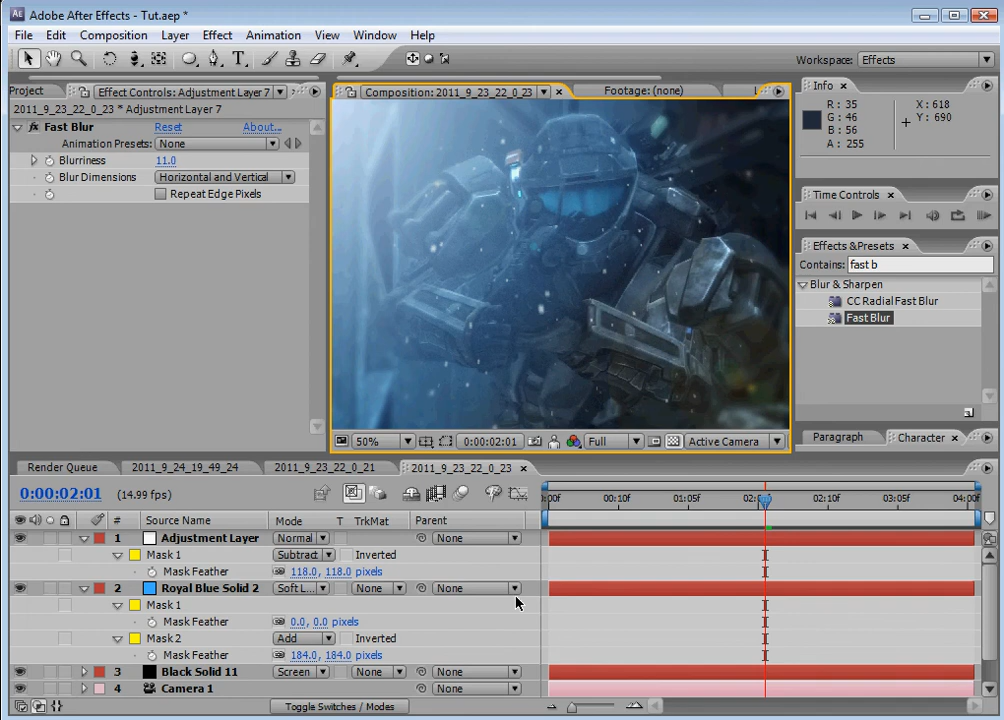 Adobe After Effects - Tut.aep *
File Edit Composition Layer Effect Animation View Window Help
Workspace: Effects
Project Effect Controls: Adjustment Layer 7
2011_9_23_22_0_23 * Adjustment Layer 7
Fast Blur Reset About...
Animation Presets: None
Blurriness 11.0
Blur Dimensions Horizontal and Vertical
Repeat Edge Pixels
Composition: 2011_9_23_22_0_23 Footage: (none)
50% 0:00:02:01 Full Active Camera
Info
R: 35 X: 618
G: 46 Y: 690
B: 56
A: 255
Time Controls
Effects & Presets
Contains: fast b
Blur & Sharpen
CC RadialFast Blur
Fast Blur
Paragraph Character
Render Queue 2011_9_24_19_49_24 2011_9_23_22_0_21 2011_9_23_22_0_23
0:00:02:01 (14.99 fps)
00:10f 01:05f 02:10f 03:05f 04:00f
# Source Name Mode T TrkMat Parent
1 Adjustment Layer Normal None
Mask 1 Subtract Inverted
Mask Feather 118.0, 118.0 pixels
2 Royal Blue Solid 2 Soft L... None None
Mask 1
Mask Feather 0.0, 0.0 pixels
Mask 2 Add Inverted
Mask Feather 184.0, 184.0 pixels
3 Black Solid 11 Screen None None
4 Camera 1 None
Toggle Switches / Modes